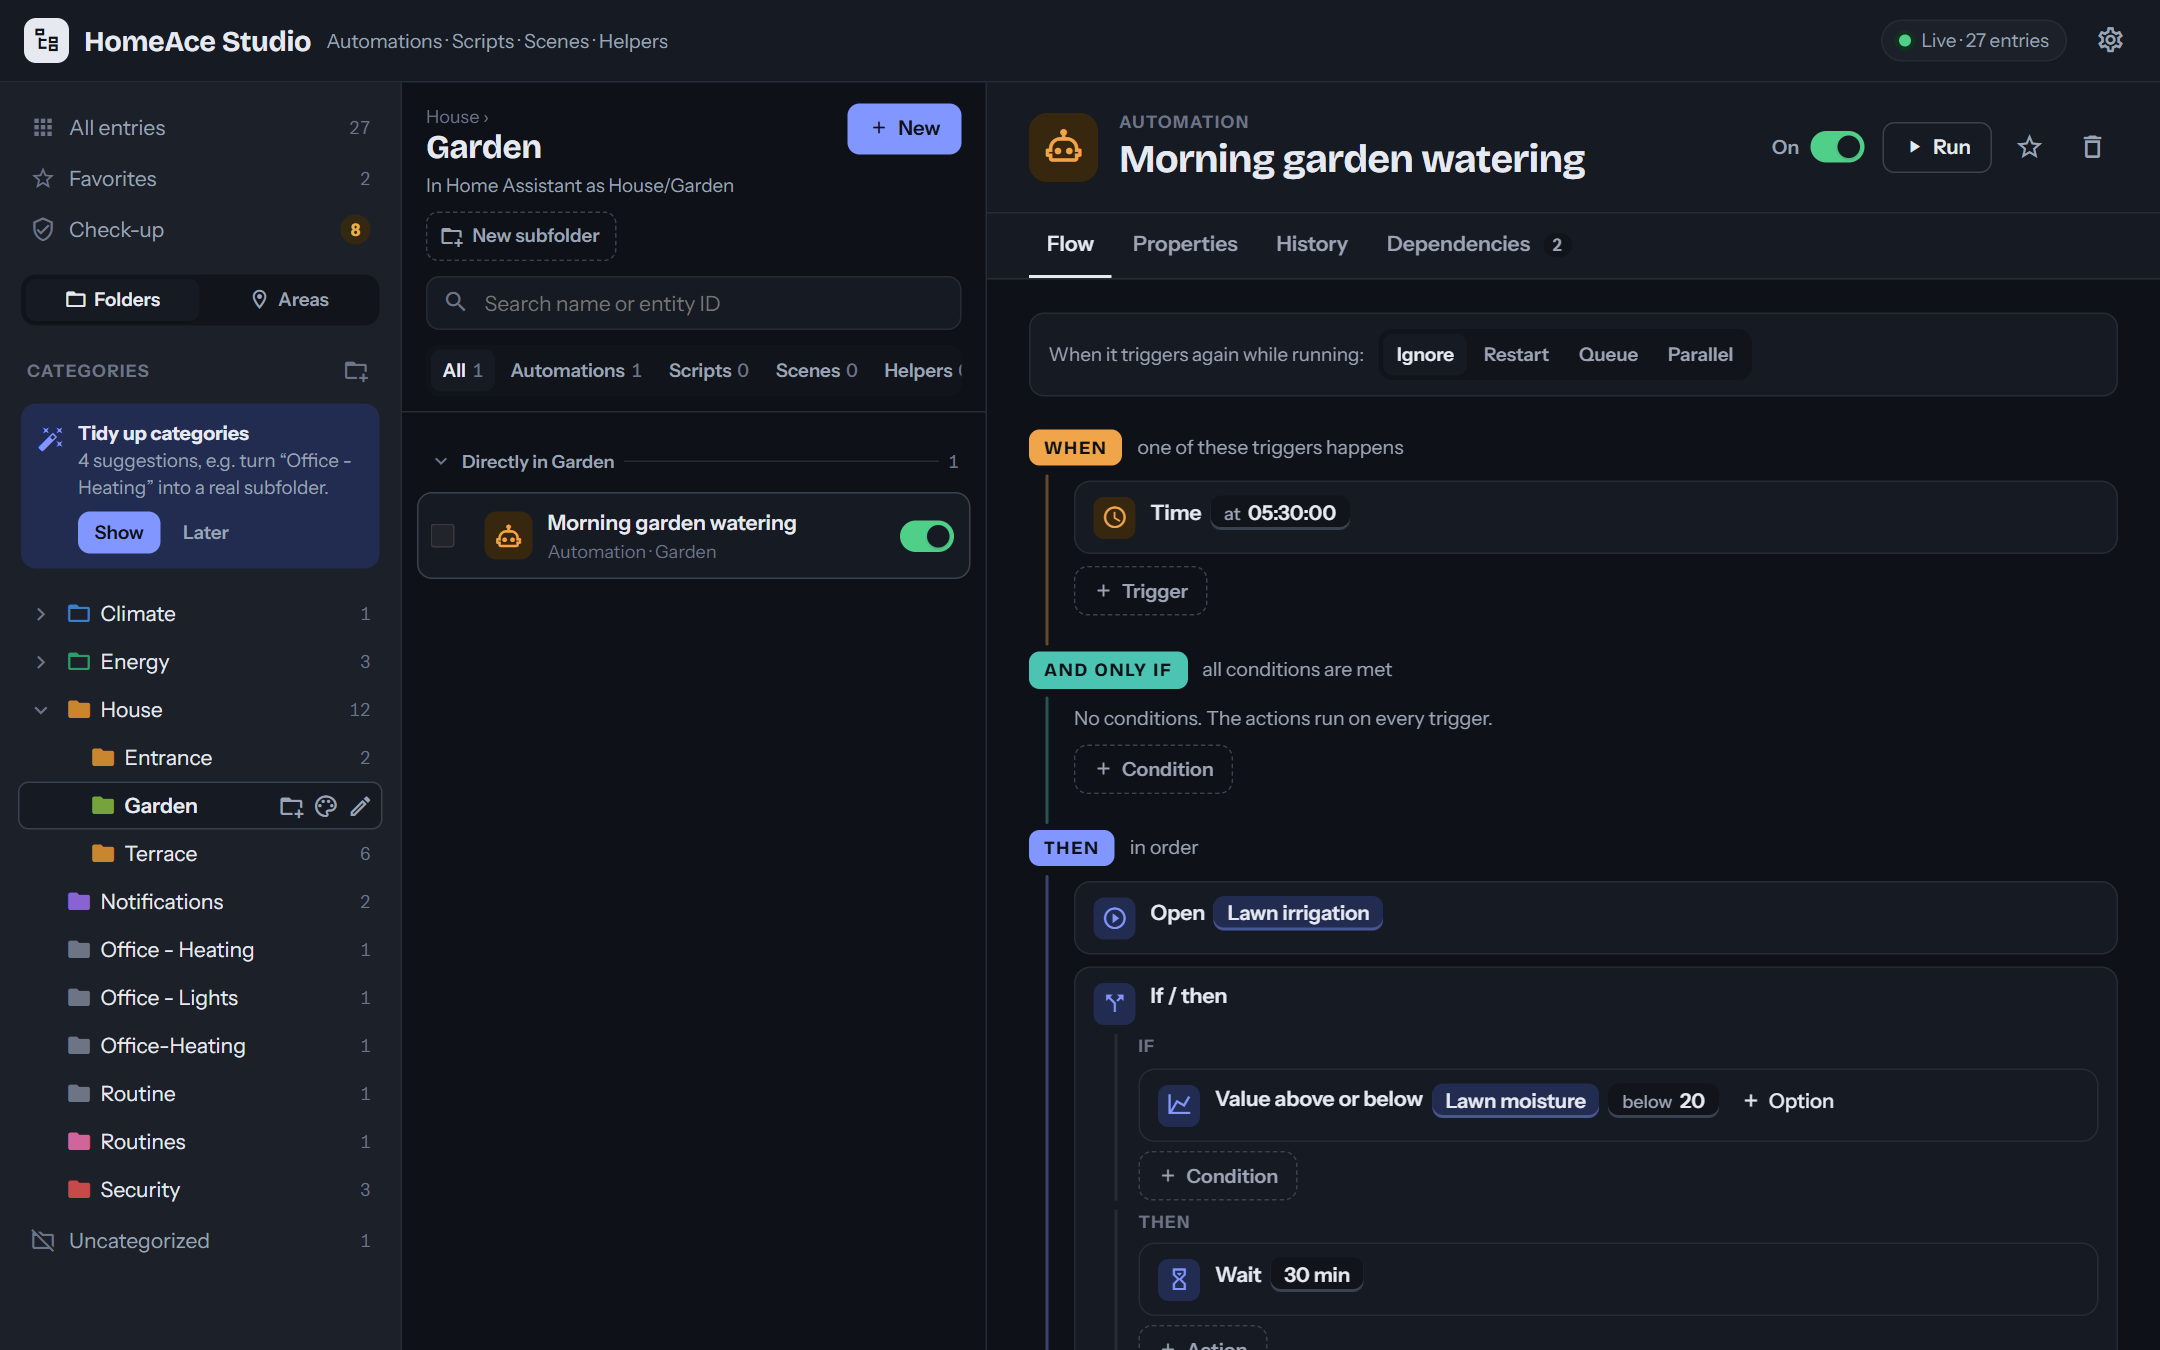 HomeAce Studio Automations · Scripts · Scenes · Helpers
Live · 27 entries
All entries 27
Favorites 2
Check-up 8
Folders Areas
CATEGORIES
Tidy up categories
4 suggestions, e.g. turn “Office -
Heating” into a real subfolder.
Show Later
Climate 1
Energy 3
House 12
Entrance 2
Garden
Terrace 6
Notifications 2
Office - Heating 1
Office - Lights 1
Office-Heating 1
Routine 1
Routines 1
Security 3
Uncategorized 1
House ›
Garden
+ New
In Home Assistant as House/Garden
New subfolder
Search name or entity ID
All 1 Automations 1 Scripts 0 Scenes 0 Helpers
Directly in Garden 1
Morning garden watering
Automation · Garden
AUTOMATION
Morning garden watering
On Run
Flow Properties History Dependencies 2
When it triggers again while running: Ignore Restart Queue Parallel
WHEN one of these triggers happens
Time at 05:30:00
+ Trigger
AND ONLY IF all conditions are met
No conditions. The actions run on every trigger.
+ Condition
THEN in order
Open Lawn irrigation
If / then
IF
Value above or below Lawn moisture below 20 + Option
+ Condition
THEN
Wait 30 min
+ Action